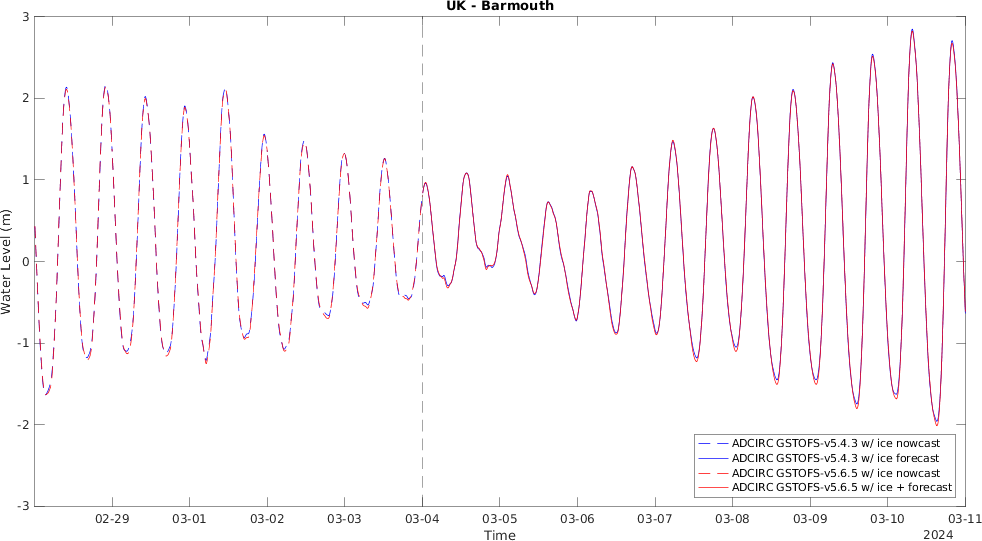 UK - Barmouth
Water Level (m)
3
2
1
0
-1
-2
-3
02-29 03-01 03-02 03-03 03-04 03-05 03-06 03-07 03-08 03-09 03-10 03-11
Time
2024
ADCIRC GSTOFS-v5.4.3 w/ ice nowcast
ADCIRC GSTOFS-v5.4.3 w/ ice forecast
ADCIRC GSTOFS-v5.6.5 w/ ice nowcast
ADCIRC GSTOFS-v5.6.5 w/ ice + forecast